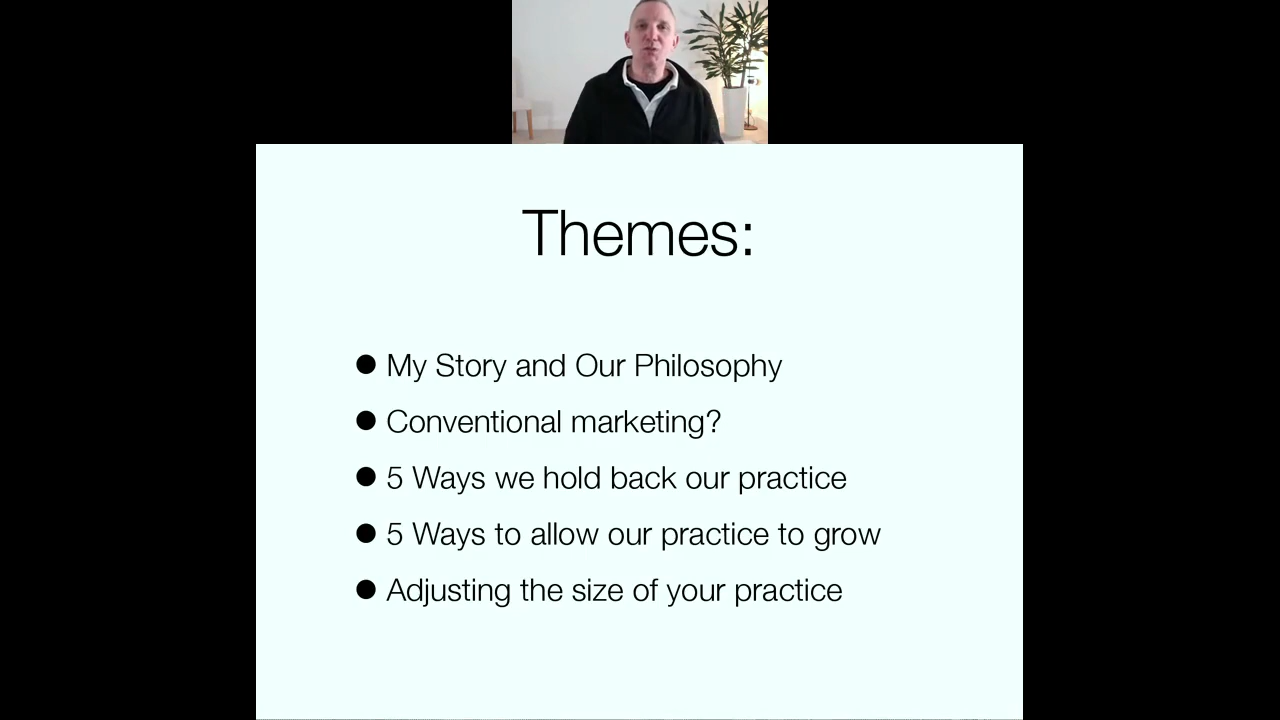 Themes:
● My Story and Our Philosophy
● Conventional marketing?
● 5 Ways we hold back our practice
● 5 Ways to allow our practice to grow
● Adjusting the size of your practice